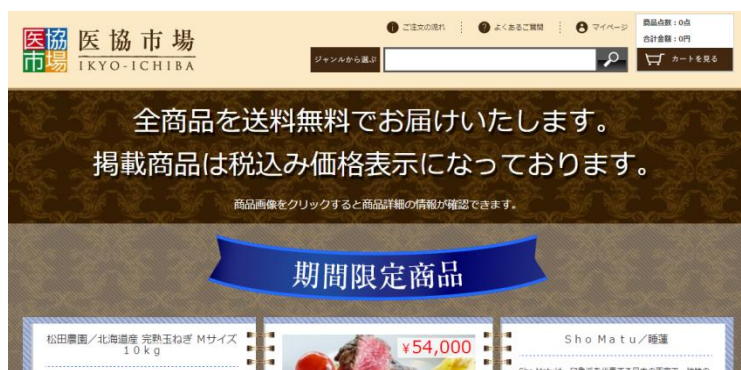 医協市場
医協市場
IKYO-ICHIBA
ご注文の流れ
よくあるご質問
マイページ
商品点数：0点
合計金額：0円
ジャンルから選ぶ
カートを見る
全商品を送料無料でお届けいたします。
掲載商品は税込み価格表示になっております。
商品画像をクリックすると商品詳細の情報が確認できます。
期間限定商品
松田農園／北海道産 完熟玉ねぎ Mサイズ
10kg
¥54,000
Sho Matu／睡蓮